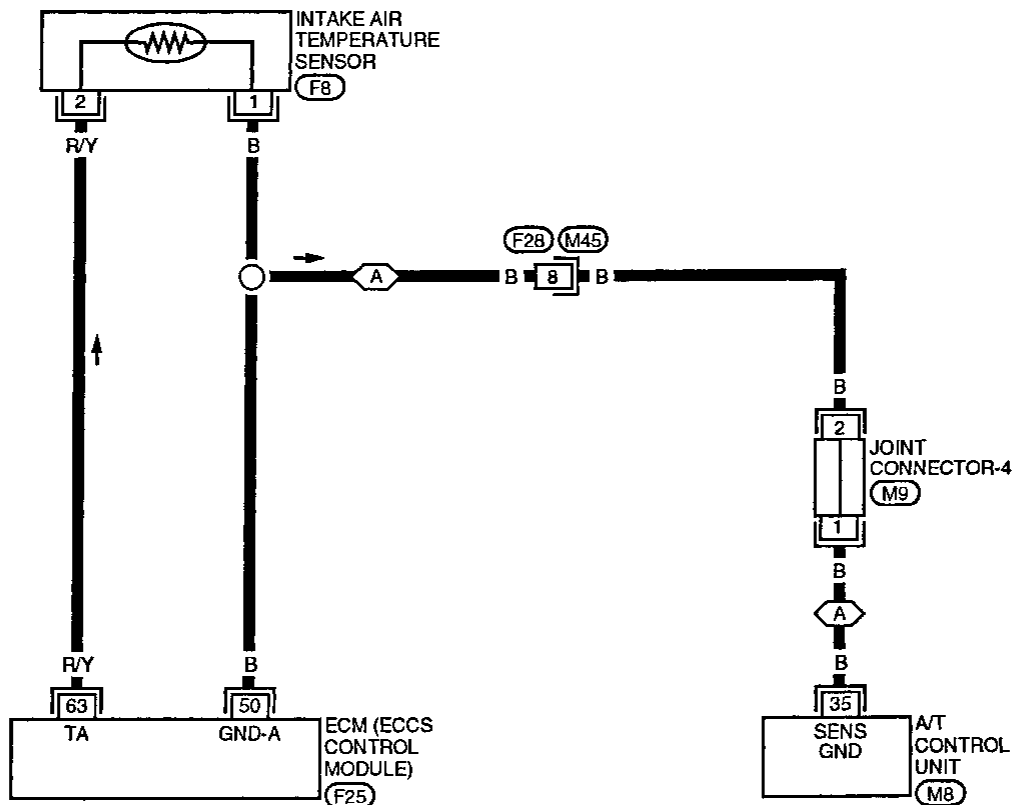 INTAKE AIR
TEMPERATURE
SENSOR
F8
2
1
R/Y
B
F28
M45
A
B
8
B
B
2
JOINT
CONNECTOR-4
M9
1
B
A
R/Y
B
B
63
50
35
TA
GND-A
ECM (ECCS
CONTROL
MODULE)
F25
SENS
GND
A/T
CONTROL
UNIT
M8